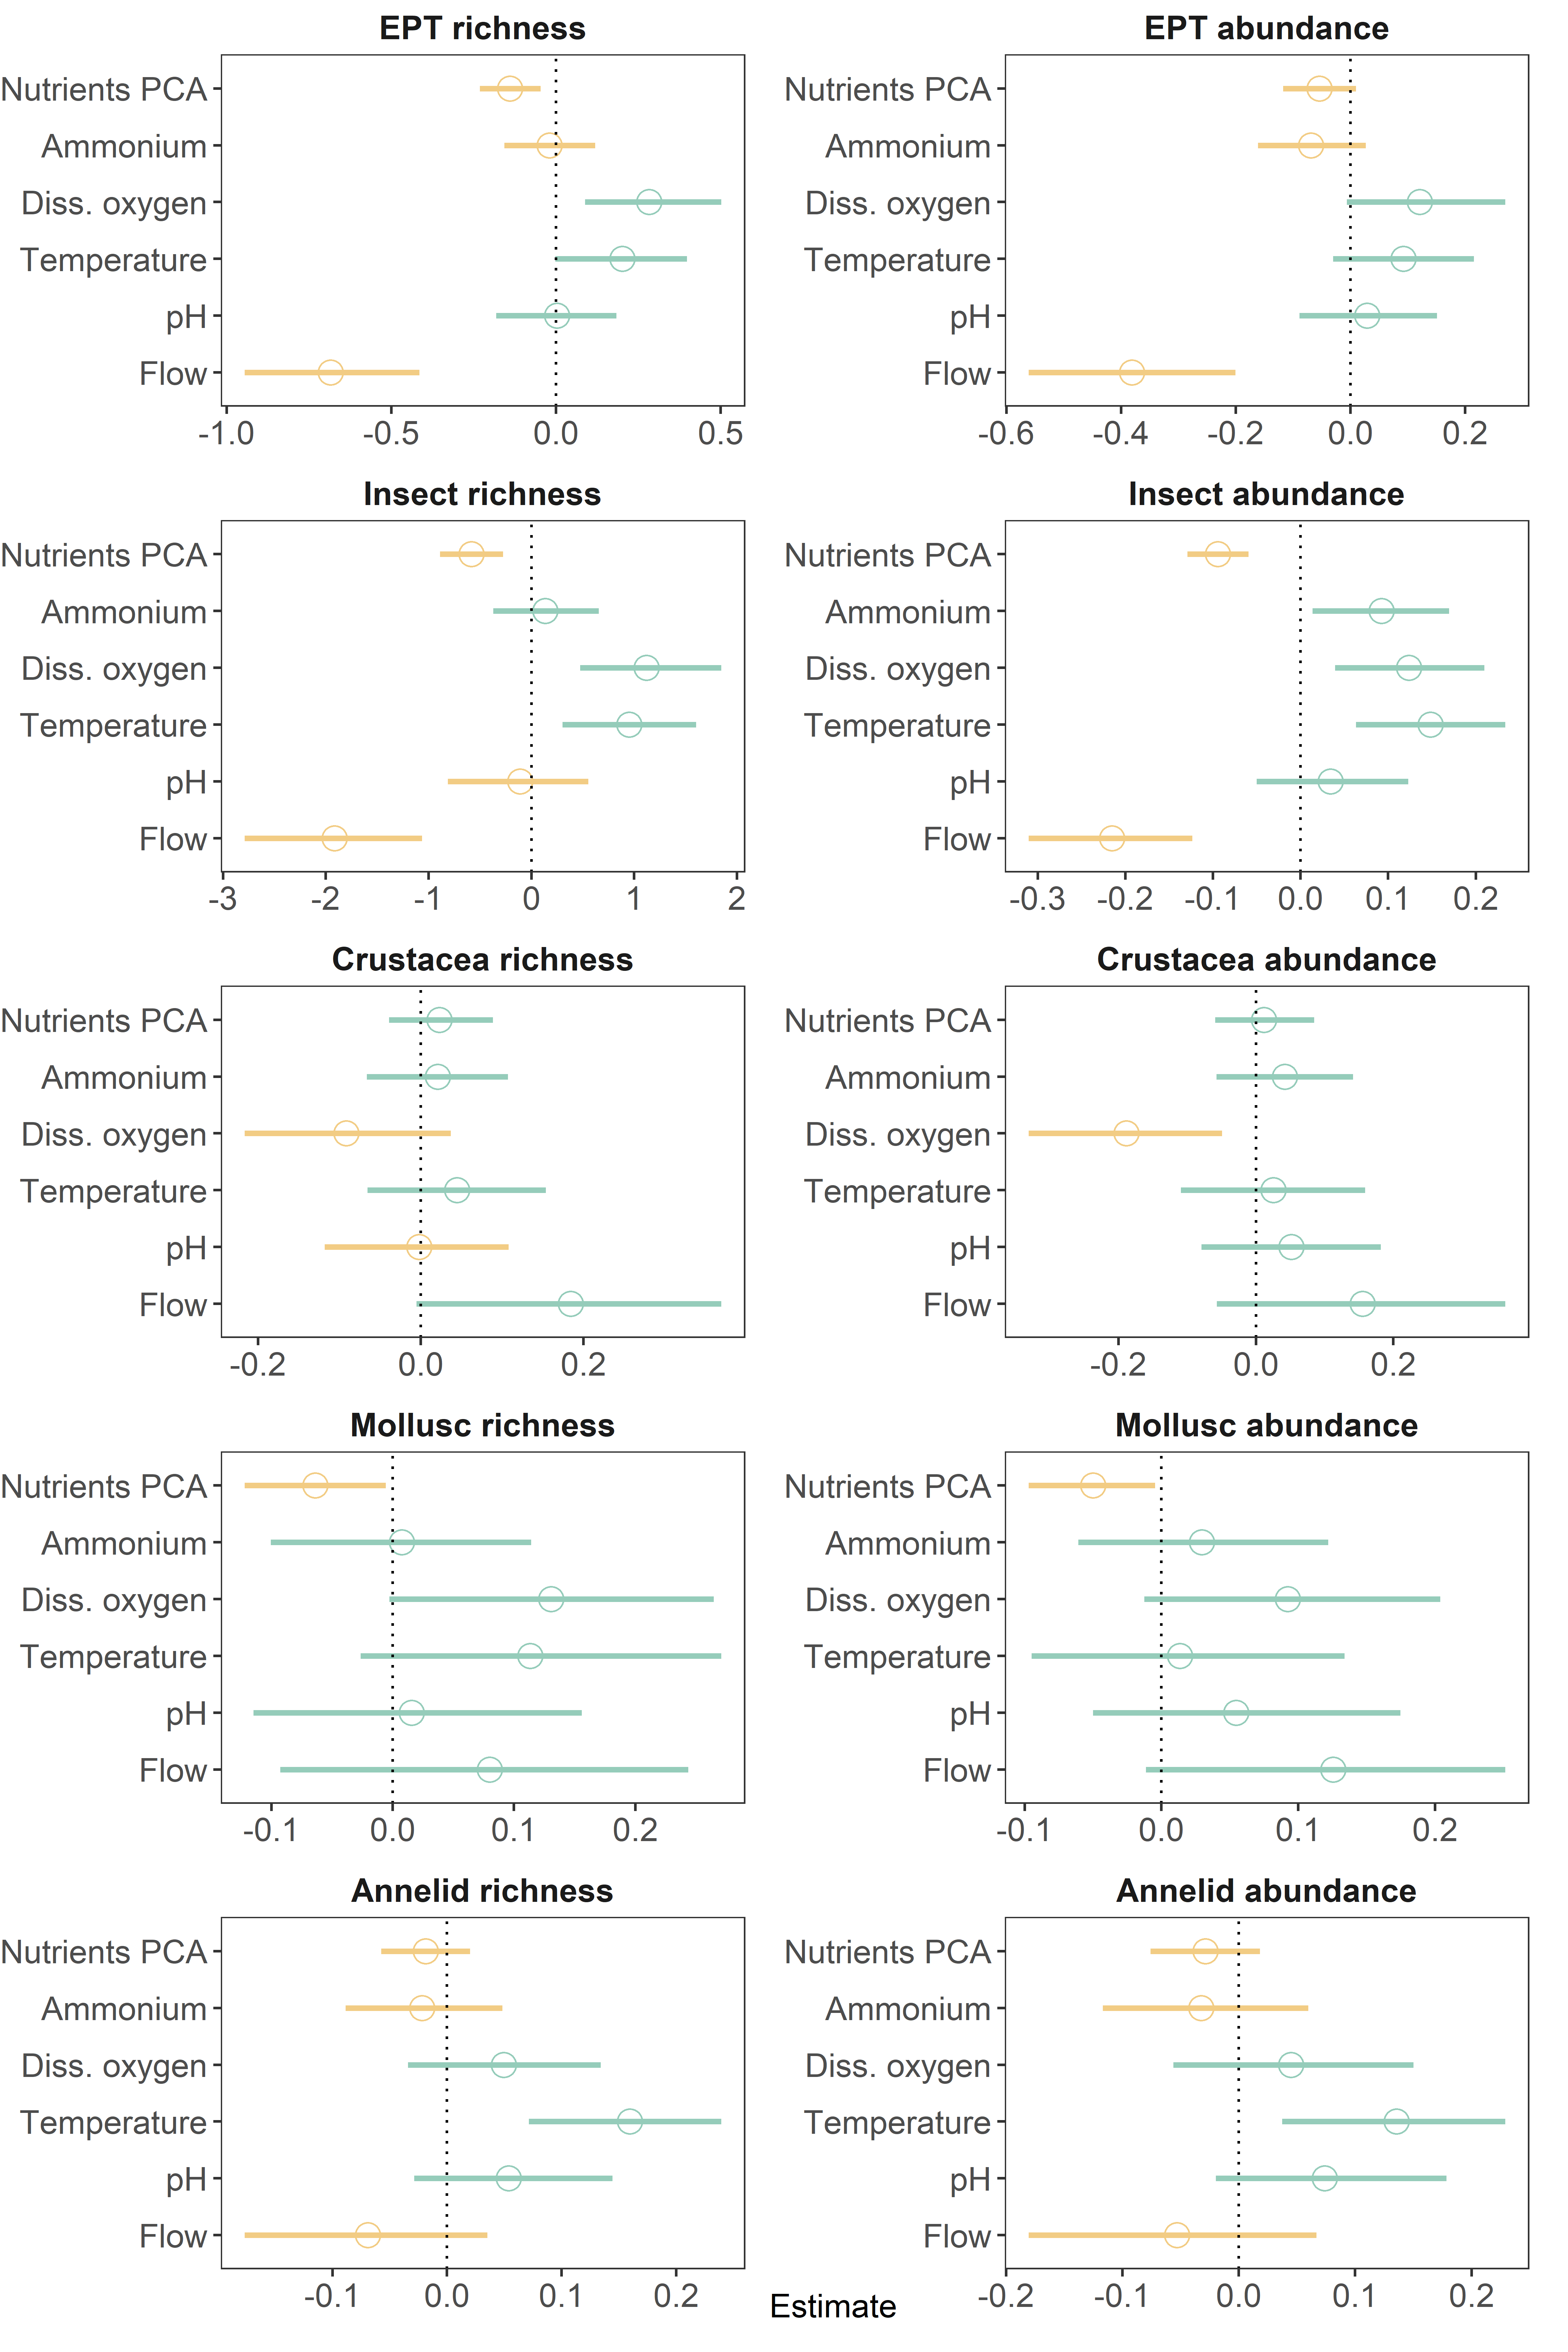 EPT richness
Nutrients PCA
Ammonium
Diss. oxygen
Temperature
pH
Flow
-1.0 -0.5 0.0 0.5
EPT abundance
Nutrients PCA
Ammonium
Diss. oxygen
Temperature
pH
Flow
-0.6 -0.4 -0.2 0.0 0.2
Insect richness
Nutrients PCA
Ammonium
Diss. oxygen
Temperature
pH
Flow
-3 -2 -1 0 1 2
Insect abundance
Nutrients PCA
Ammonium
Diss. oxygen
Temperature
pH
Flow
-0.3 -0.2 -0.1 0.0 0.1 0.2
Crustacea richness
Nutrients PCA
Ammonium
Diss. oxygen
Temperature
pH
Flow
-0.2 0.0 0.2
Crustacea abundance
Nutrients PCA
Ammonium
Diss. oxygen
Temperature
pH
Flow
-0.2 0.0 0.2
Mollusc richness
Nutrients PCA
Ammonium
Diss. oxygen
Temperature
pH
Flow
-0.1 0.0 0.1 0.2
Mollusc abundance
Nutrients PCA
Ammonium
Diss. oxygen
Temperature
pH
Flow
-0.1 0.0 0.1 0.2
Annelid richness
Nutrients PCA
Ammonium
Diss. oxygen
Temperature
pH
Flow
-0.1 0.0 0.1 0.2
Annelid abundance
Nutrients PCA
Ammonium
Diss. oxygen
Temperature
pH
Flow
-0.2 -0.1 0.0 0.1 0.2
Estimate